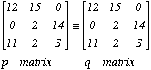 12 15 0 12 15 0
0 2 14 ≡ 0 2 14
11 2 3 11 2 3
p matrix q matrix